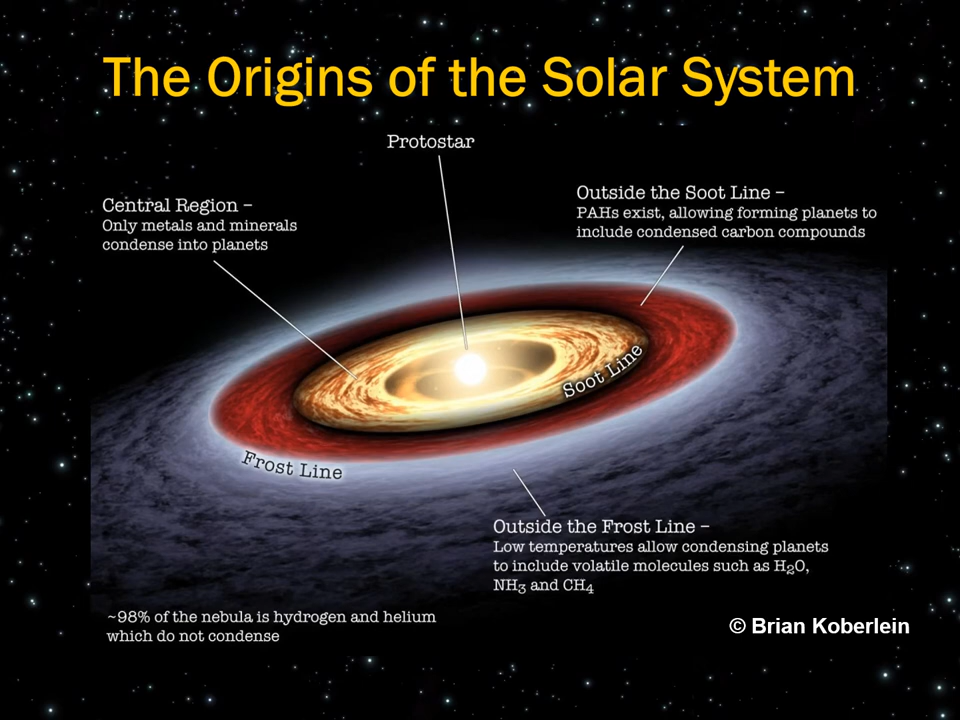 The Origins of the Solar System
Protostar
Central Region –
Only metals and minerals
condense into planets
Outside the Soot Line –
PAHs exist, allowing forming planets to
include condensed carbon compounds
Soot Line
Frost Line
Outside the Frost Line –
Low temperatures allow condensing planets
to include volatile molecules such as H₂O,
NH₃ and CH₄
~98% of the nebula is hydrogen and helium
which do not condense
© Brian Koberlein